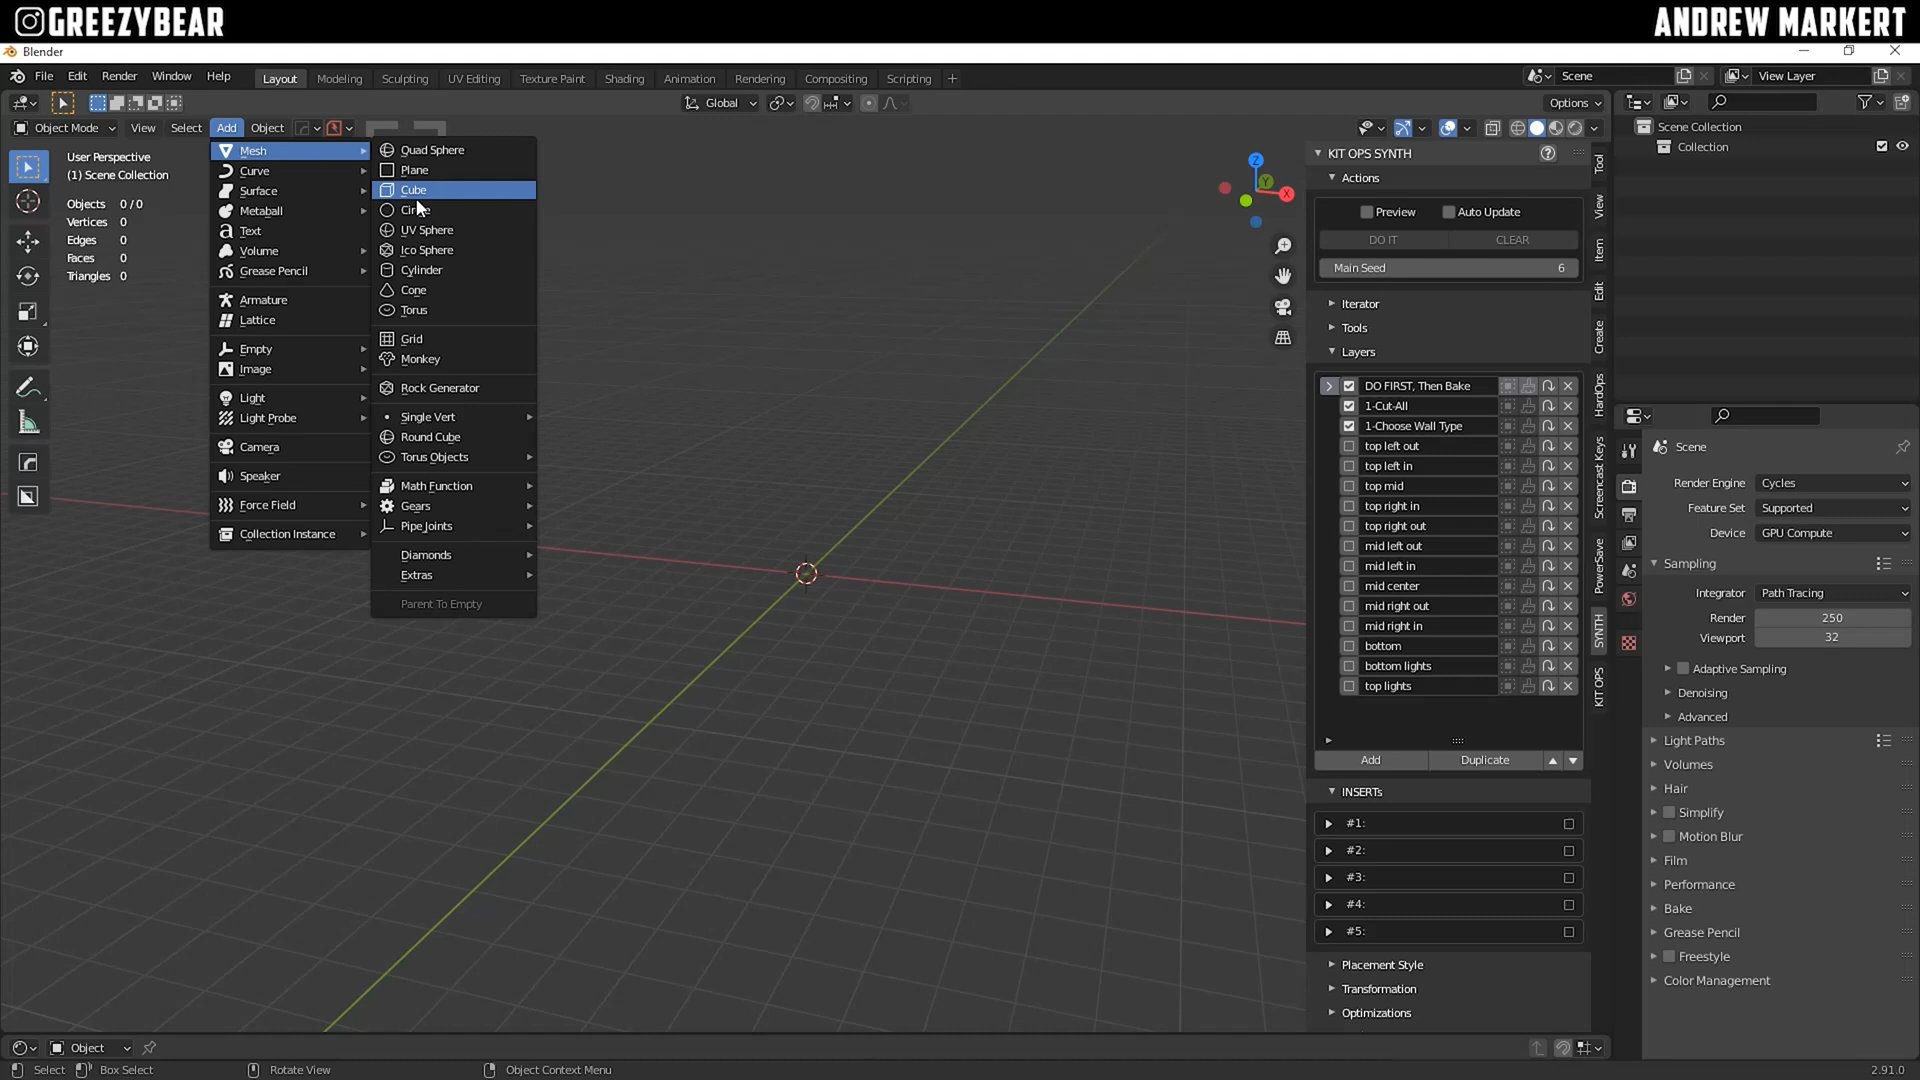 GREEZYBEAR
ANDREW MARKERT
Blender
File Edit Render Window Help
Layout Modeling Sculpting UV Editing Texture Paint Shading Animation Rendering Compositing Scripting +
Scene
View Layer
Global
Options
Object Mode View Select Add Object
User Perspective
(1) Scene Collection
Objects 0/0
Vertices 0
Edges 0
Faces 0
Triangles 0
Mesh
Curve
Surface
Metaball
Text
Volume
Grease Pencil
Armature
Lattice
Empty
Image
Light
Light Probe
Camera
Speaker
Force Field
Collection Instance
Quad Sphere
Plane
Cube
UV Sphere
Ico Sphere
Cylinder
Cone
Torus
Grid
Monkey
Rock Generator
Single Vert
Round Cube
Torus Objects
Math Function
Gears
Pipe Joints
Diamonds
Extras
Parent To Empty
Z
Y
X
KIT OPS SYNTH
Actions
Preview
Auto Update
DO IT
CLEAR
Main Seed 6
Iterator
Tools
Layers
DO FIRST, Then Bake
1-Cut-All
1-Choose Wall Type
top left out
top left in
top mid
top right in
top right out
mid left out
mid left in
mid center
mid right out
mid right in
bottom
bottom lights
top lights
Add
Duplicate
INSERTs
#1:
#2:
#3:
#4:
#5:
Placement Style
Transformation
Optimizations
Tool
View
Item
Edit
Create
HardOps
Screencast Keys
PowerSave
SYNTH
KIT OPS
Scene Collection
Collection
Scene
Render Engine Cycles
Feature Set Supported
Device GPU Compute
Sampling
Integrator Path Tracing
Render 250
Viewport 32
Adaptive Sampling
Denoising
Advanced
Light Paths
Volumes
Hair
Simplify
Motion Blur
Film
Performance
Bake
Grease Pencil
Freestyle
Color Management
Object
Select
Box Select
Rotate View
Object Context Menu
2.91.0